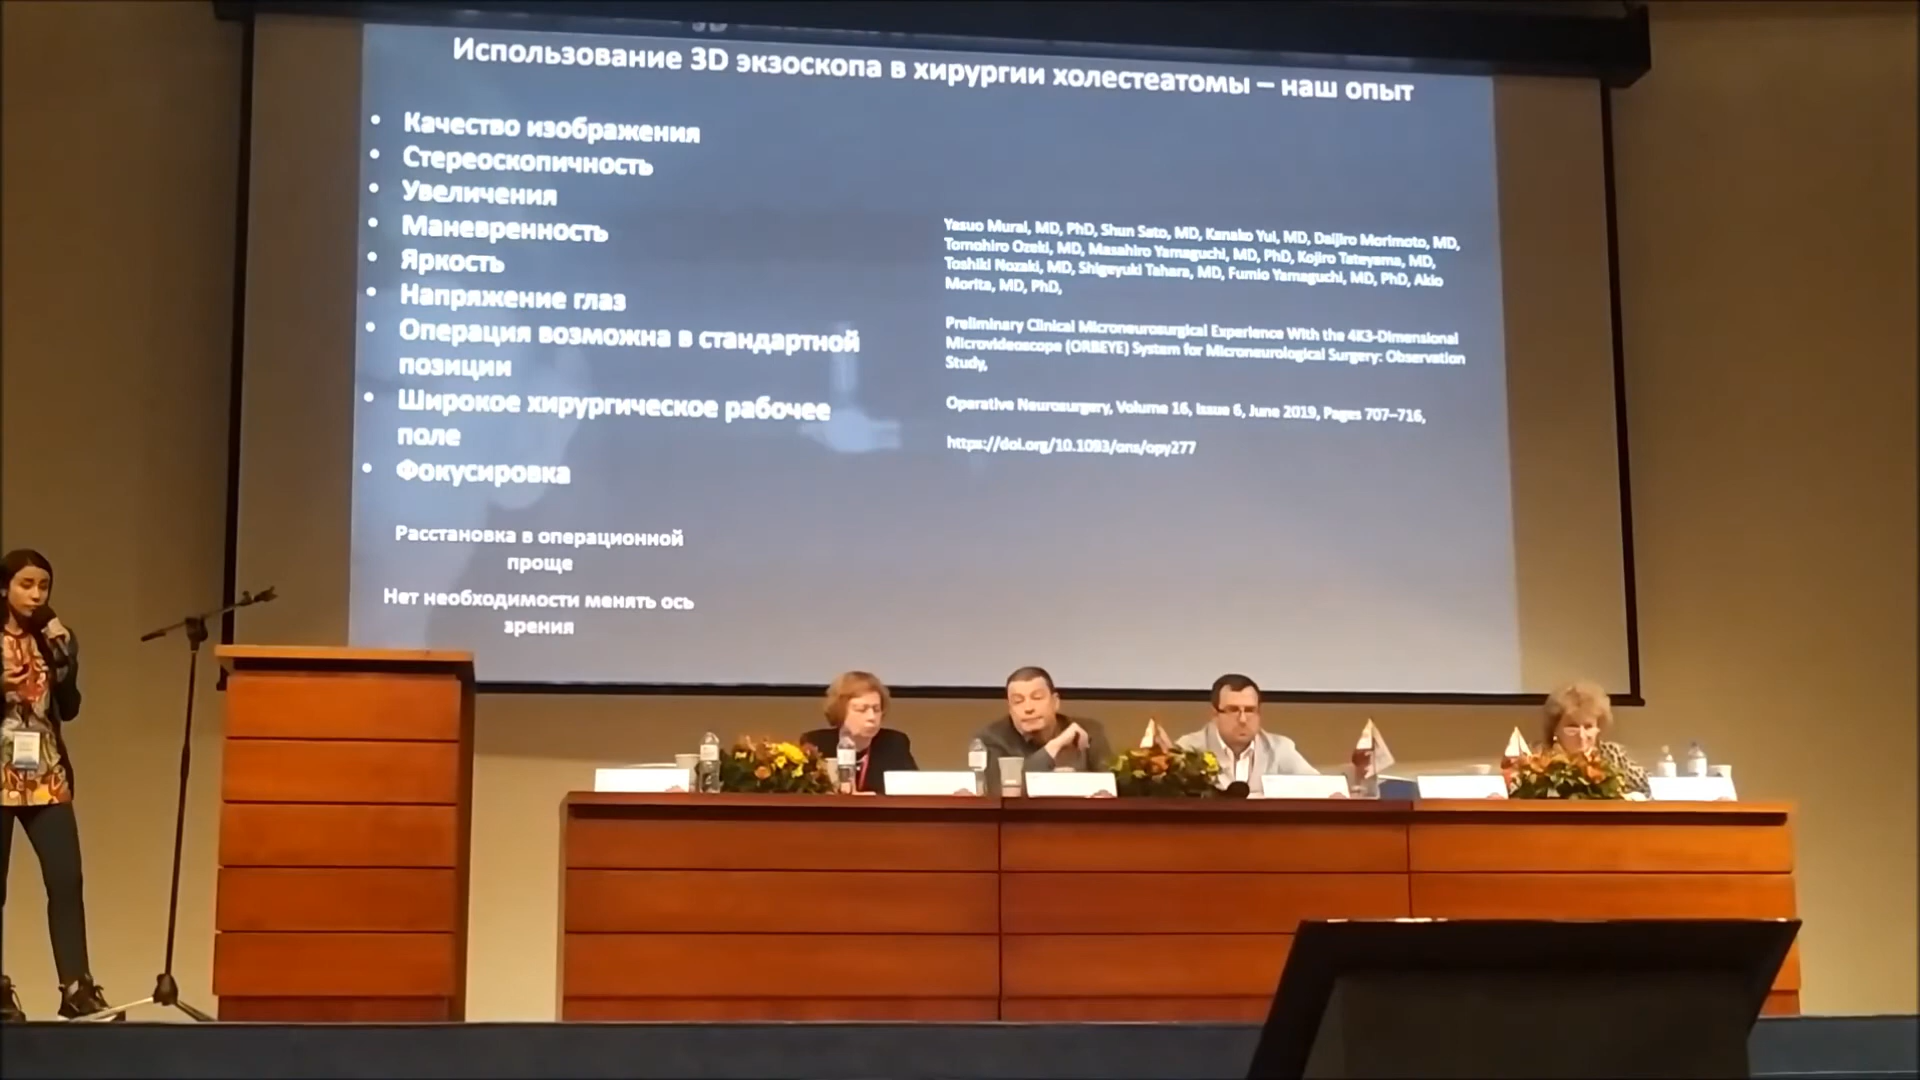 Использование 3D экзоскопа в хирургии холестеатомы – наш опыт
• Качество изображения
• Стереоскопичность
• Увеличения
• Маневренность
• Яркость
• Напряжение глаз
• Операция возможна в стандартной
позиции
• Широкое хирургическое рабочее
поле
• Фокусировка
Расстановка в операционной
проще
Нет необходимости менять ось
зрения
Yasuo Murai, MD, PhD, Shun Sato, MD, Kanako Yui, MD, Daijiro Morimoto, MD,
Tomohiro Ozeki, MD, Masahiro Yamaguchi, MD, PhD, Kojiro Tateyama, MD,
Toshiki Nozaki, MD, Shigeyuki Tahara, MD, Fumio Yamaguchi, MD, PhD, Akio
Morita, MD, PhD,
Preliminary Clinical Microneurosurgical Experience With the 4K3-Dimensional
Microvideoscope (ORBEYE) System for Microneurological Surgery: Observation
Study,
Operative Neurosurgery, Volume 16, Issue 6, June 2019, Pages 707–716,
https://doi.org/10.1093/ons/opy277